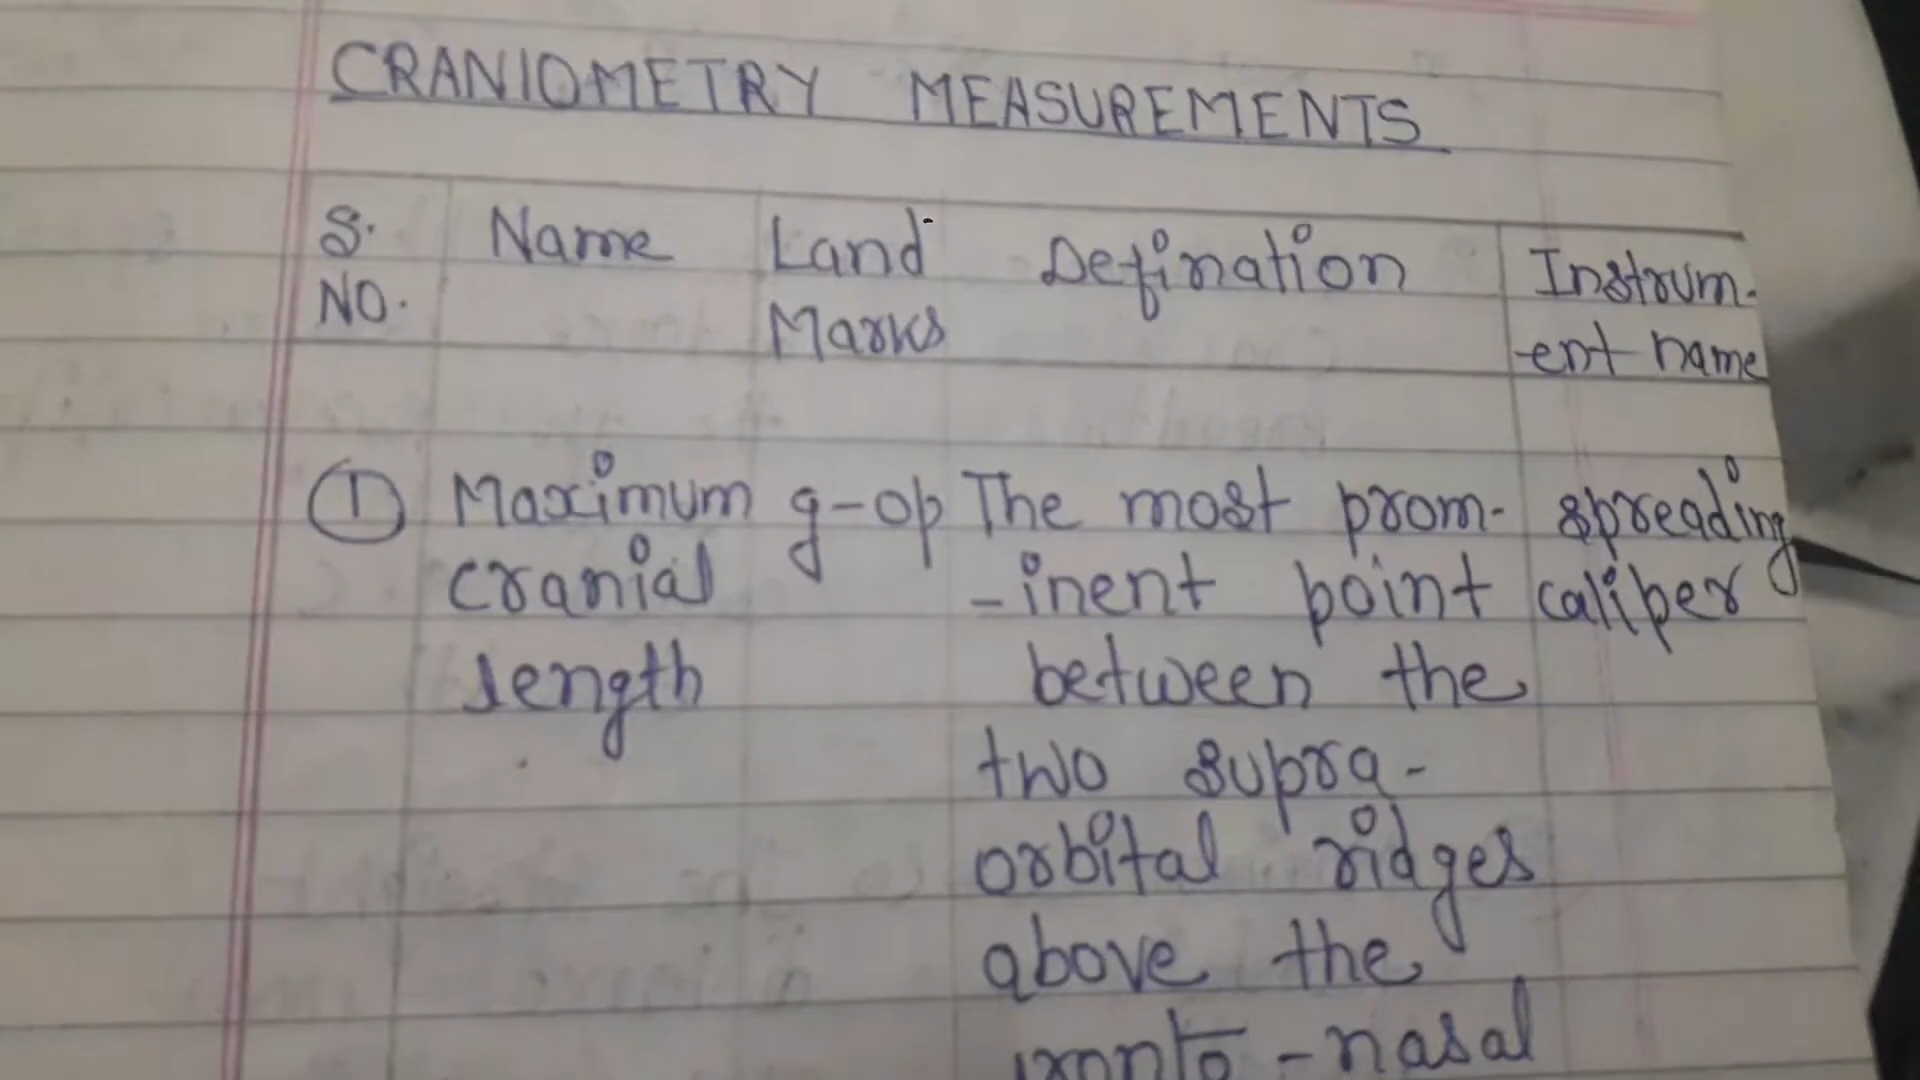 CRANIOMETRY MEASUREMENTS
S. Name Land Defination Instrum-
NO. Marks -ent name
① Maximum g-op The most prom- spreading
cranial -inent point caliper
length between the
two supra-
orbital ridges
above the
fronto-nasal